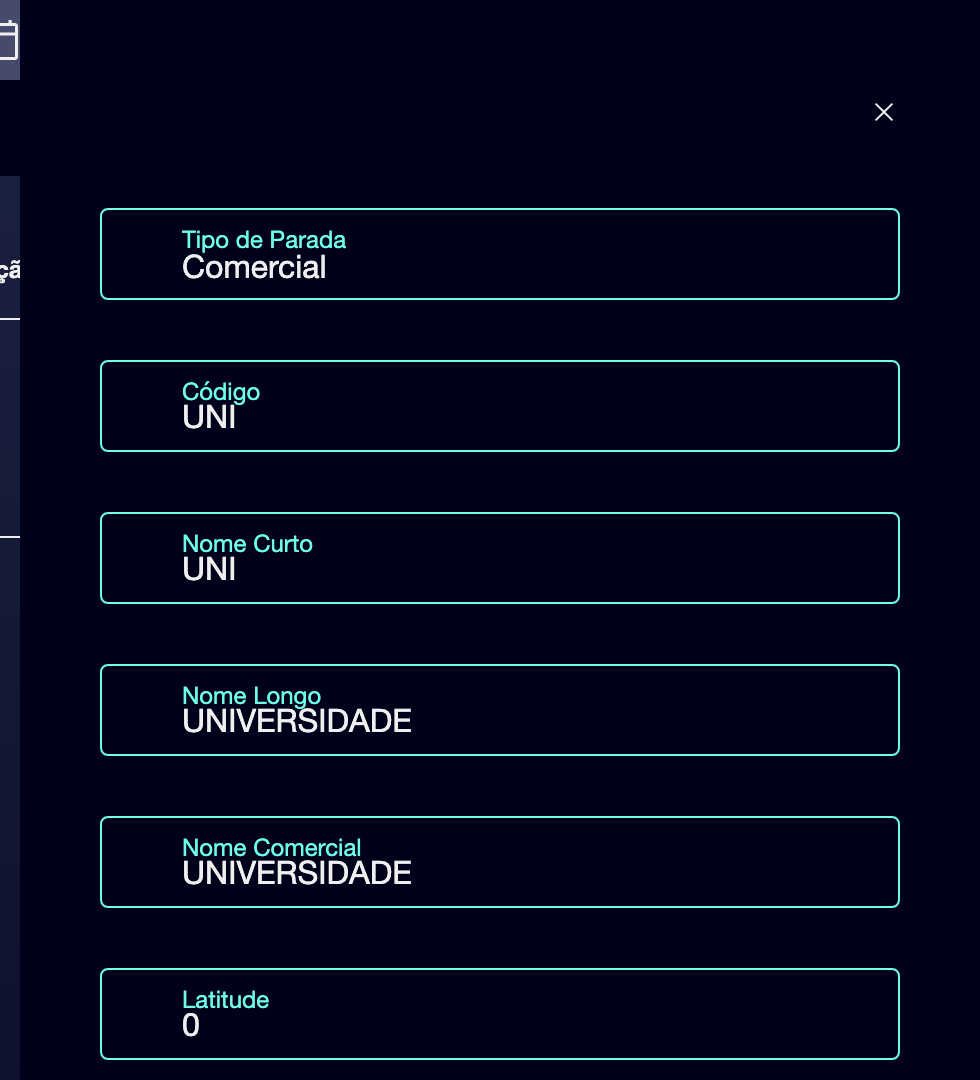 Tipo de Parada
Comercial
Código
UNI
Nome Curto
UNI
Nome Longo
UNIVERSIDADE
Nome Comercial
UNIVERSIDADE
Latitude
0